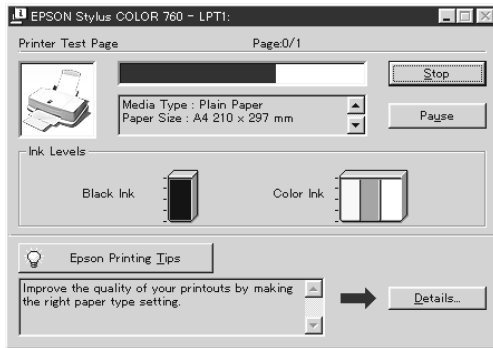 EPSON Stylus COLOR 760 - LPT1:
Printer Test Page Page:0/1
Stop
Media Type : Plain Paper
Paper Size : A4 210 x 297 mm
Pause
Ink Levels
Black Ink Color Ink
Epson Printing Tips
Improve the quality of your printouts by making
the right paper type setting.
Details...